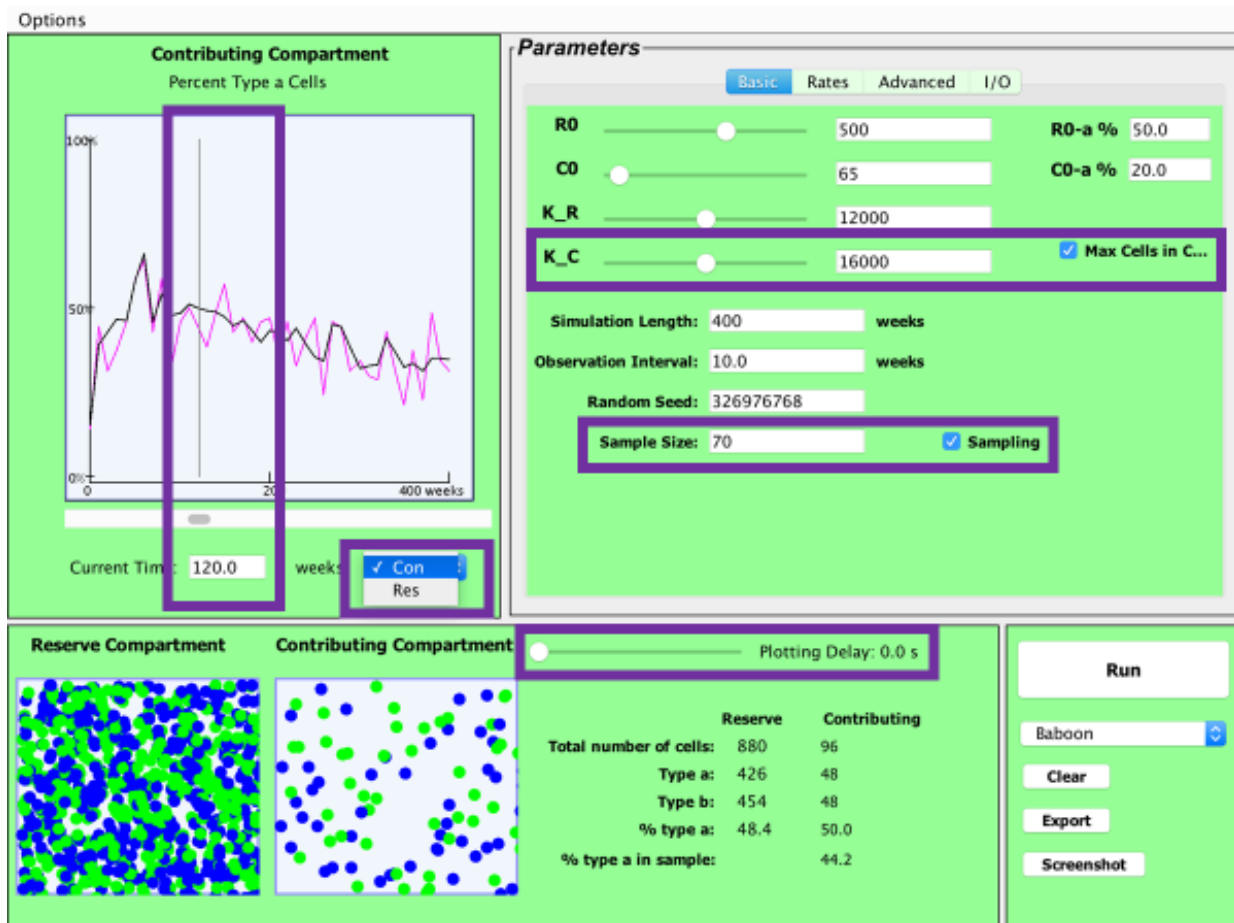 Options
Contributing Compartment
Percent Type a Cells
100%
50%
0%
0 20 400 weeks
Current Time: 120.0 weeks ✓ Con
Res
Parameters
Basic Rates Advanced I/O
R0 500 R0-a % 50.0
C0 65 C0-a % 20.0
K_R 12000
K_C 16000 Max Cells in C...
Simulation Length: 400 weeks
Observation Interval: 10.0 weeks
Random Seed: 326976768
Sample Size: 70 Sampling
Reserve Compartment Contributing Compartment Plotting Delay: 0.0 s
Reserve Contributing
Total number of cells: 880 96
Type a: 426 48
Type b: 454 48
% type a: 48.4 50.0
% type a in sample: 44.2
Run
Baboon
Clear
Export
Screenshot